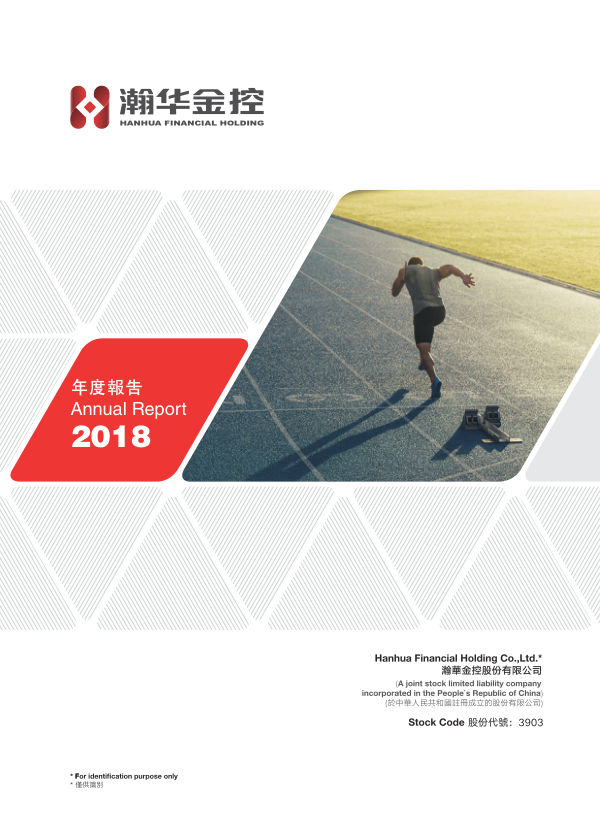 瀚华金控
HANHUA FINANCIAL HOLDING
年度報告
Annual Report
2018
Hanhua Financial Holding Co.,Ltd.*
瀚華金控股份有限公司
(A joint stock limited liability company
incorporated in the People`s Republic of China)
(於中華人民共和國註冊成立的股份有限公司)
Stock Code 股份代號：3903
* For identification purpose only
* 僅供識別